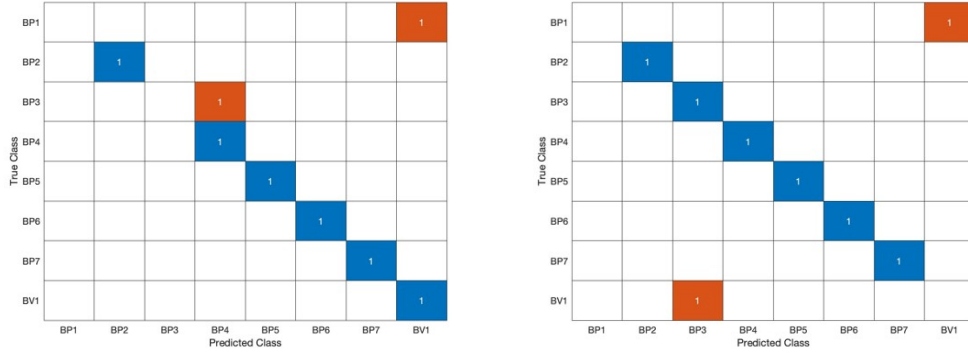 BP1 1
BP2 1
BP3 1
BP4 1
BP5 1
BP6 1
BP7 1
BV1 1
True Class
BP1 BP2 BP3 BP4 BP5 BP6 BP7 BV1
Predicted Class
BP1 1
BP2 1
BP3 1
BP4 1
BP5 1
BP6 1
BP7 1
BV1 1
True Class
BP1 BP2 BP3 BP4 BP5 BP6 BP7 BV1
Predicted Class